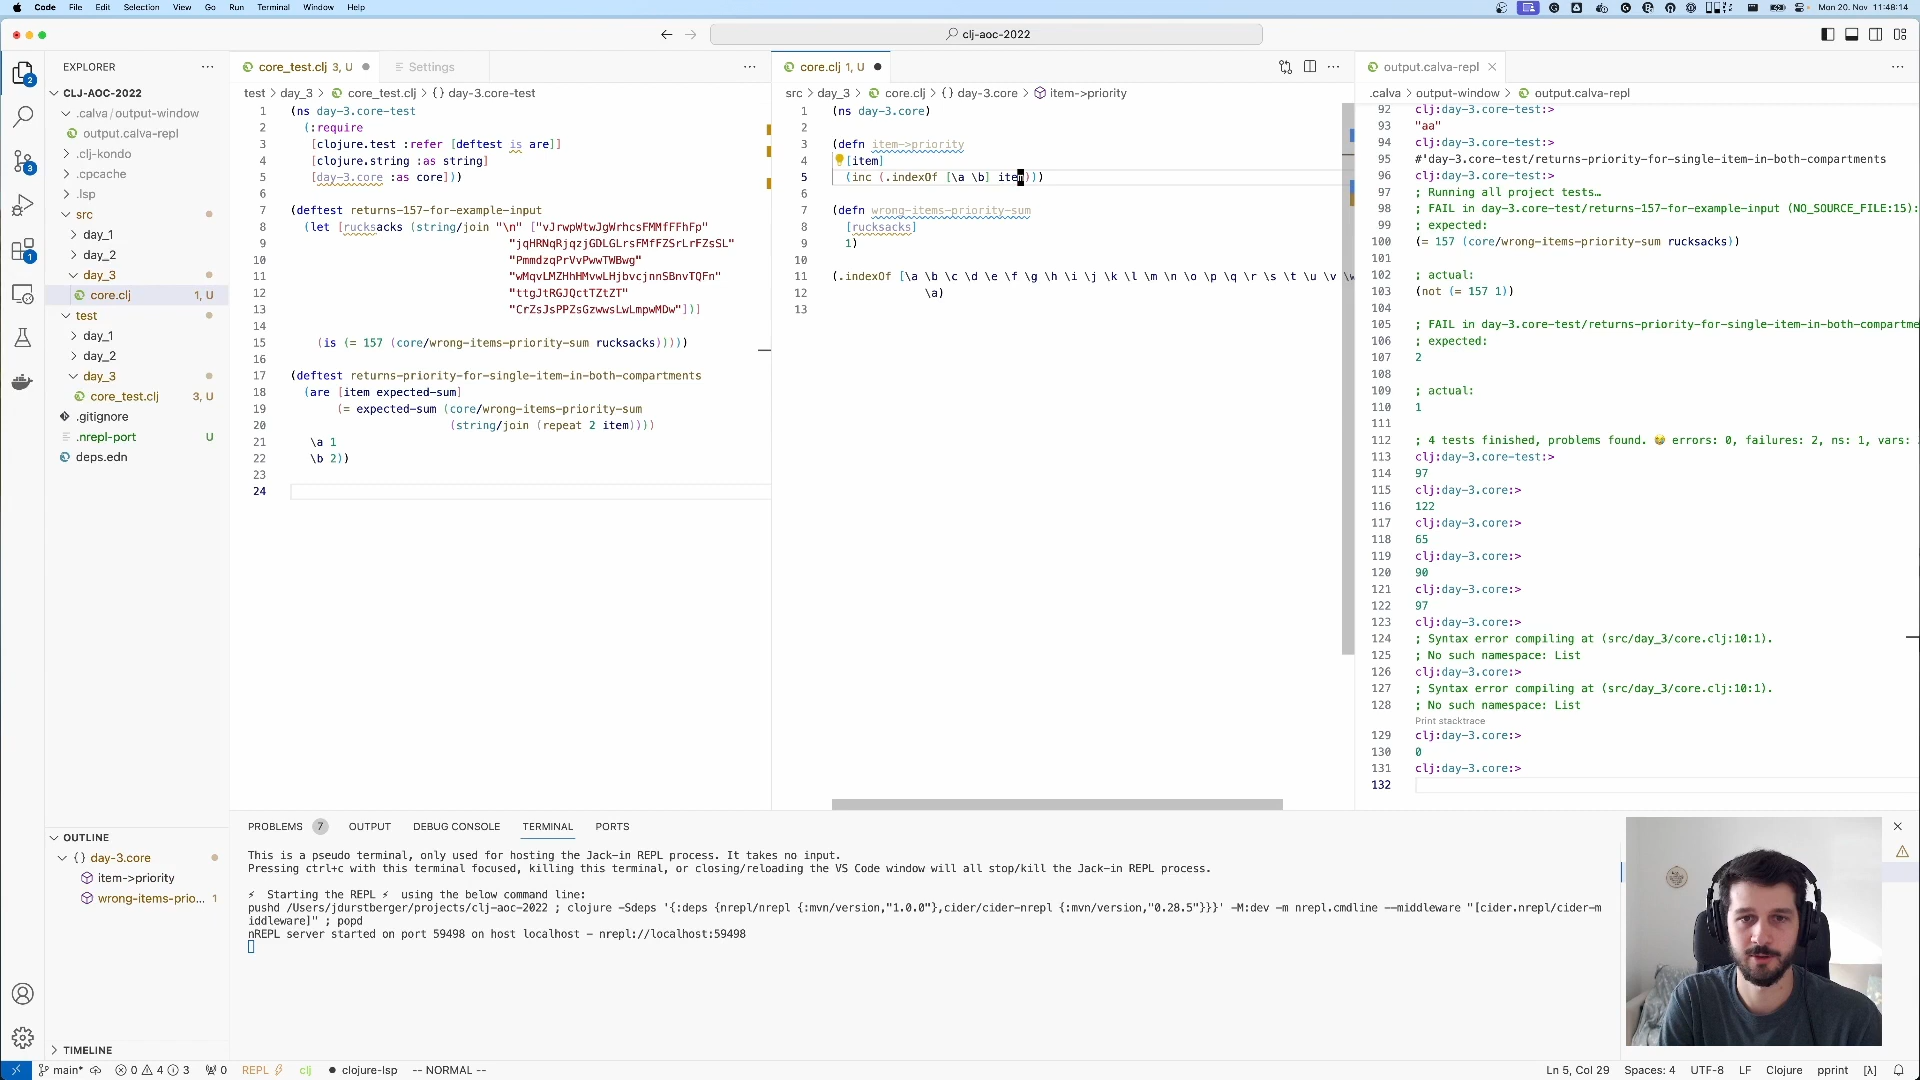 Code File Edit Selection View Go Run Terminal Window Help
Mon 20. Nov 11:48:14
clj-aoc-2022
EXPLORER
CLJ-AOC-2022
.calva / output-window
output.calva-repl
.clj-kondo
.cpcache
.lsp
src
day_1
day_2
day_3
core.clj 1, U
test
day_1
day_2
day_3
core_test.clj 3, U
.gitignore
.nrepl-port U
deps.edn
OUTLINE
{} day-3.core
item->priority
wrong-items-prio... 1
TIMELINE
core_test.clj 3, U
Settings
test > day_3 > core_test.clj > {} day-3.core-test
1 (ns day-3.core-test
2 (:require
3 [clojure.test :refer [deftest is are]]
4 [clojure.string :as string]
5 [day-3.core :as core]))
6
7 (deftest returns-157-for-example-input
8 (let [rucksacks (string/join "\n" ["vJrwpWtwJgWrhcsFMMfFFhFp"
9 "jqHRNqRjqzjGDLGLrsFMfFZSrLrFZsSL"
10 "PmmdzqPrVvPwwTWBwg"
11 "wMqvLMZHhHMvwLHjbvcjnnSBnvTQFn"
12 "ttgJtRGJQctTZtZT"
13 "CrZsJsPPZsGzwwsLwLmpwMDw"])]
14
15 (is (= 157 (core/wrong-items-priority-sum rucksacks)))))
16
17 (deftest returns-priority-for-single-item-in-both-compartments
18 (are [item expected-sum]
19 (= expected-sum (core/wrong-items-priority-sum
20 (string/join (repeat 2 item))))
21 \a 1
22 \b 2))
23
24
core.clj 1, U
src > day_3 > core.clj > {} day-3.core > item->priority
1 (ns day-3.core)
2
3 (defn item->priority
4 [item]
5 (inc (.indexOf [\a \b] item)))
6
7 (defn wrong-items-priority-sum
8 [rucksacks]
9 1)
10
11 (.indexOf [\a \b \c \d \e \f \g \h \i \j \k \l \m \n \o \p \q \r \s \t \u \v \w
12 \a)
13
output.calva-repl
.calva > output-window > output.calva-repl
92 clj:day-3.core-test:>
93 "aa"
94 clj:day-3.core-test:>
95 #'day-3.core-test/returns-priority-for-single-item-in-both-compartments
96 clj:day-3.core-test:>
97 ; Running all project tests…
98 ; FAIL in day-3.core-test/returns-157-for-example-input (NO_SOURCE_FILE:15):
99 ; expected:
100 (= 157 (core/wrong-items-priority-sum rucksacks))
101
102 ; actual:
103 (not (= 157 1))
104
105 ; FAIL in day-3.core-test/returns-priority-for-single-item-in-both-compartme
106 ; expected:
107 2
108
109 ; actual:
110 1
111
112 ; 4 tests finished, problems found. 😭 errors: 0, failures: 2, ns: 1, vars:
113 clj:day-3.core-test:>
114 97
115 clj:day-3.core:>
116 122
117 clj:day-3.core:>
118 65
119 clj:day-3.core:>
120 90
121 clj:day-3.core:>
122 97
123 clj:day-3.core:>
124 ; Syntax error compiling at (src/day_3/core.clj:10:1).
125 ; No such namespace: List
126 clj:day-3.core:>
127 ; Syntax error compiling at (src/day_3/core.clj:10:1).
128 ; No such namespace: List
Print stacktrace
129 clj:day-3.core:>
130 0
131 clj:day-3.core:>
132
PROBLEMS 7 OUTPUT DEBUG CONSOLE TERMINAL PORTS
This is a pseudo terminal, only used for hosting the Jack-in REPL process. It takes no input.
Pressing ctrl+c with this terminal focused, killing this terminal, or closing/reloading the VS Code window will all stop/kill the Jack-in REPL process.
⚡ Starting the REPL ⚡ using the below command line:
pushd /Users/jdurstberger/projects/clj-aoc-2022 ; clojure -Sdeps '{:deps {nrepl/nrepl {:mvn/version,"1.0.0"},cider/cider-nrepl {:mvn/version,"0.28.5"}}}' -M:dev -m nrepl.cmdline --middleware "[cider.nrepl/cider-m
iddleware]" ; popd
nREPL server started on port 59498 on host localhost - nrepl://localhost:59498
main* 0 4 3 0 REPL ⚡ clj clojure-lsp -- NORMAL --
Ln 5, Col 29 Spaces: 4 UTF-8 LF Clojure pprint [λ]